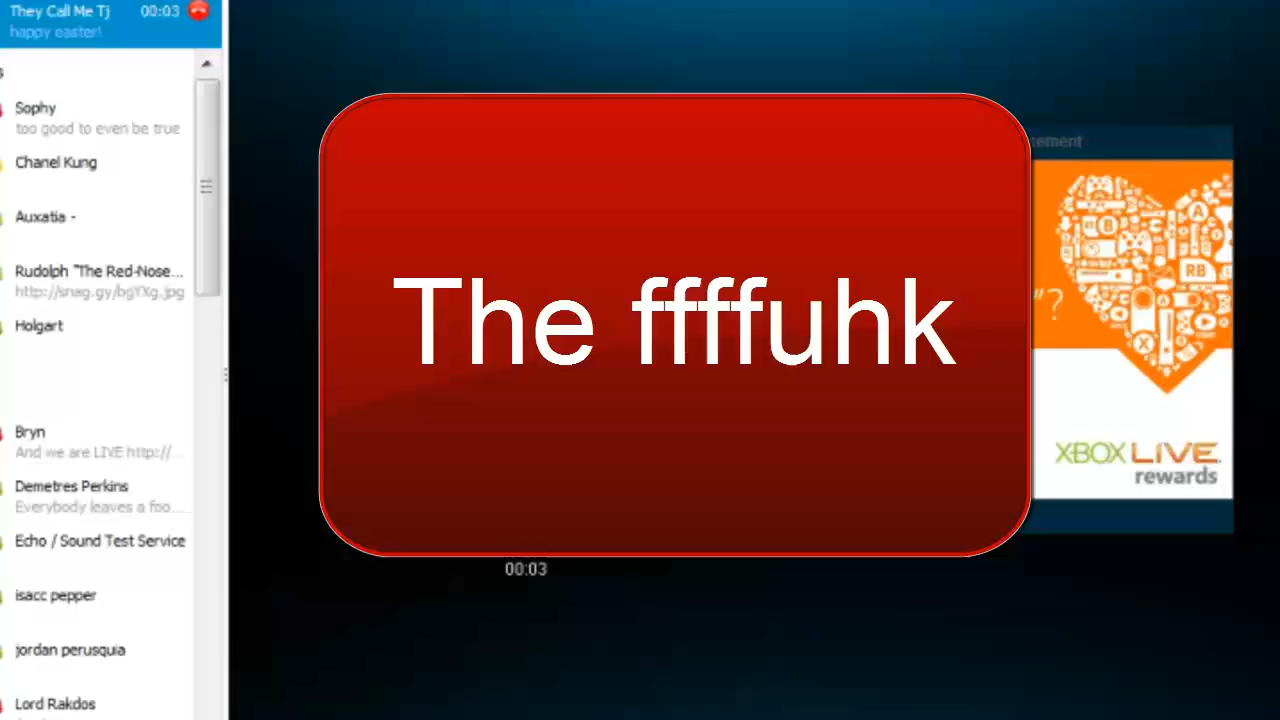 They Call Me Tj 00:03
happy easter!
s
Sophy
too good to even be true
Chanel Kung
Auxatia -
Rudolph "The Red-Nose...
http://snag.gy/bgYXg.jpg
Holgart
Bryn
And we are LIVE http://...
Demetres Perkins
Everybody leaves a foo...
Echo / Sound Test Service
isacc pepper
jordan perusquia
Lord Rakdos
The ffffuhk
00:03
ement
"?
A
B
RB
X
XBOX LIVE.
rewards